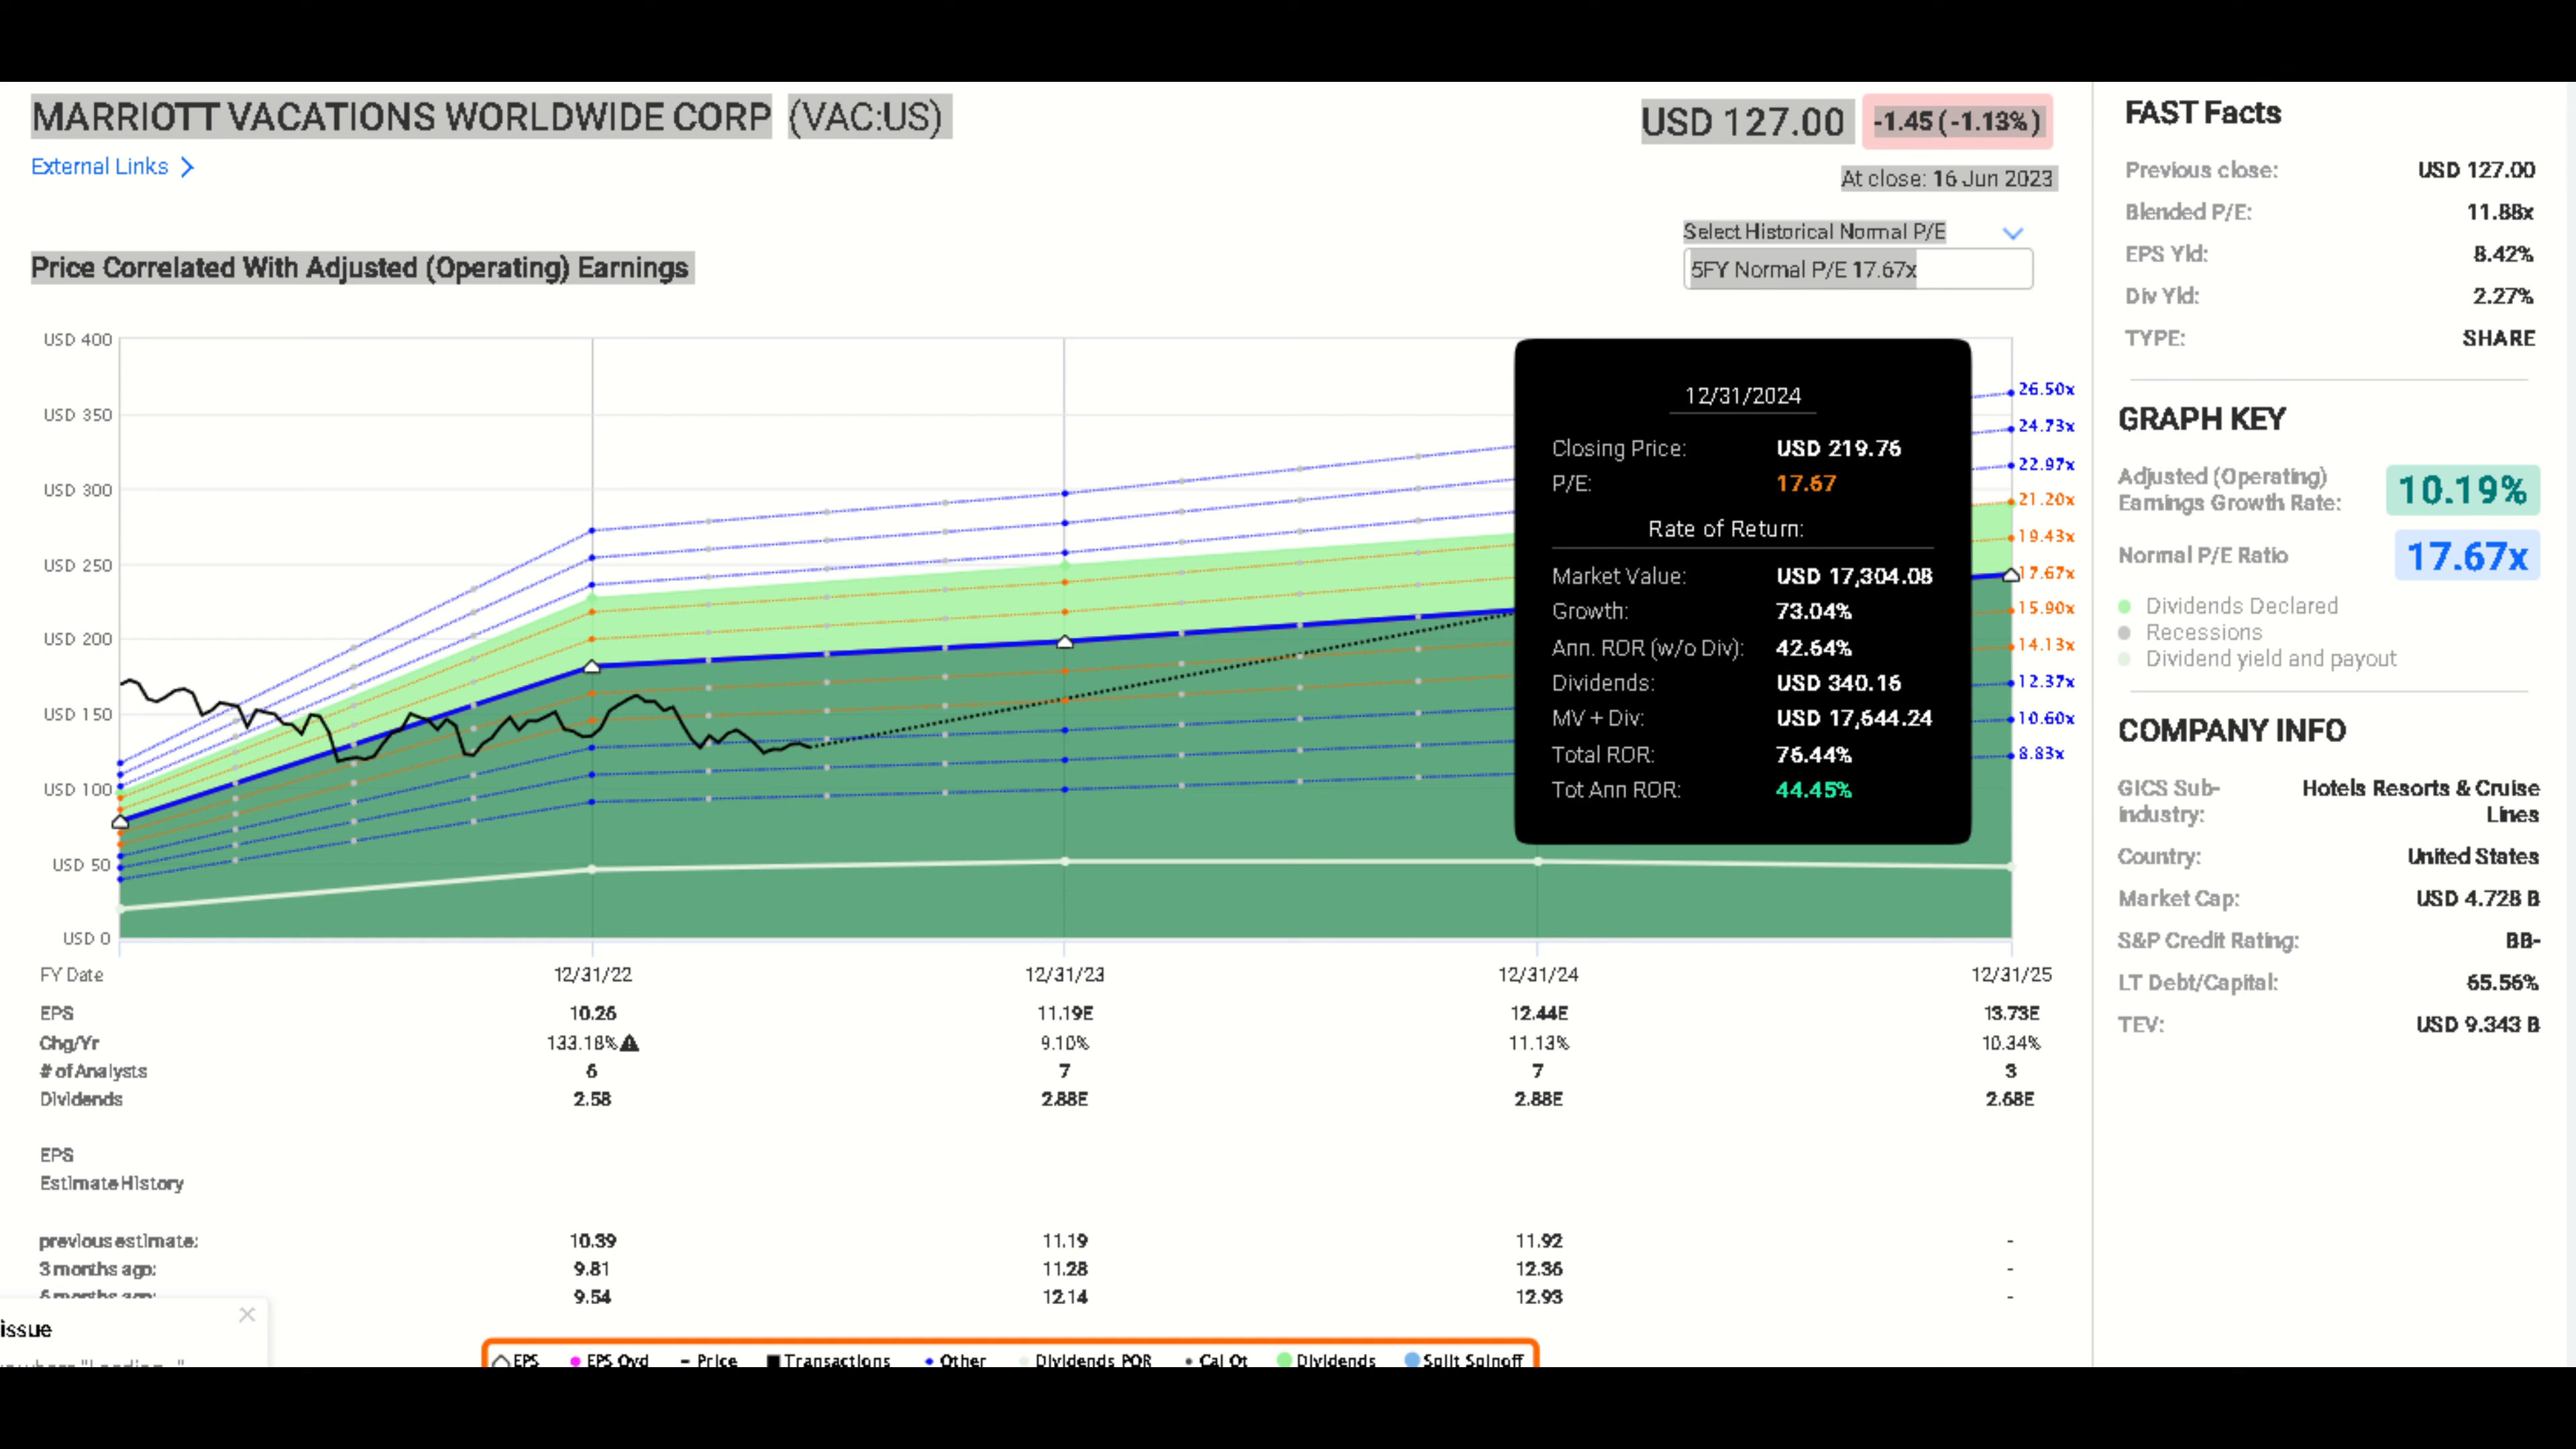 MARRIOTT VACATIONS WORLDWIDE CORP (VAC:US)
USD 127.00 -1.45 (-1.13%)
External Links
At close: 16 Jun 2023
Select Historical Normal P/E
5FY Normal P/E 17.67x
Price Correlated With Adjusted (Operating) Earnings
USD 400
USD 350
USD 300
USD 250
USD 200
USD 150
USD 100
USD 50
USD 0
12/31/2024
Closing Price: USD 219.76
P/E: 17.67
Rate of Return:
Market Value: USD 17,304.08
Growth: 73.04%
Ann. ROR (w/o Div): 42.64%
Dividends: USD 340.16
MV + Div: USD 17,644.24
Total ROR: 76.44%
Tot Ann ROR: 44.45%
26.50x
24.73x
22.97x
21.20x
19.43x
17.67x
15.90x
14.13x
12.37x
10.60x
8.83x
FY Date 12/31/22 12/31/23 12/31/24 12/31/25
EPS 10.26 11.19E 12.44E 13.73E
Chg/Yr 133.18% 9.10% 11.13% 10.34%
# of Analysts 6 7 7 3
Dividends 2.58 2.88E 2.88E 2.68E
EPS
Estimate History
previous estimate: 10.39 11.19 11.92 -
3 months ago: 9.81 11.28 12.36 -
6 months ago: 9.54 12.14 12.93 -
issue
EPS EPS Ovd Price Transactions Other Dividends POR Cal Qt Dividends Split Spinoff
FAST Facts
Previous close: USD 127.00
Blended P/E: 11.88x
EPS Yld: 8.42%
Div Yld: 2.27%
TYPE: SHARE
GRAPH KEY
Adjusted (Operating)
Earnings Growth Rate: 10.19%
Normal P/E Ratio 17.67x
Dividends Declared
Recessions
Dividend yield and payout
COMPANY INFO
GICS Sub-
industry: Hotels Resorts & Cruise
Lines
Country: United States
Market Cap: USD 4.728 B
S&P Credit Rating: BB-
LT Debt/Capital: 65.56%
TEV: USD 9.343 B